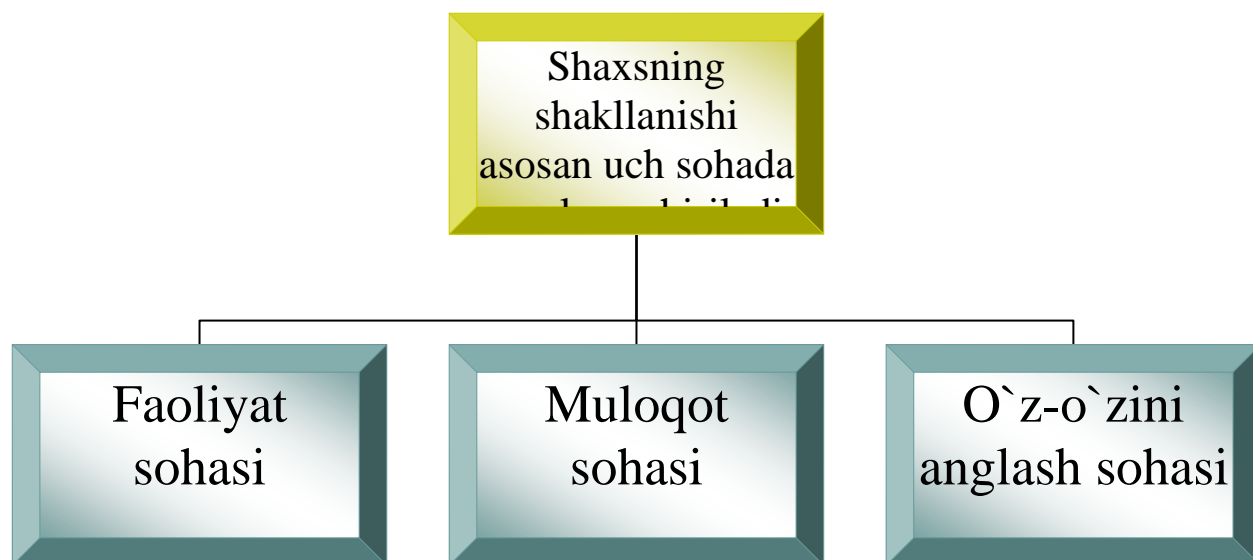 Shaxsning
shakllanishi
asosan uch sohada
Faoliyat
sohasi
Muloqot
sohasi
O`z-o`zini
anglash sohasi